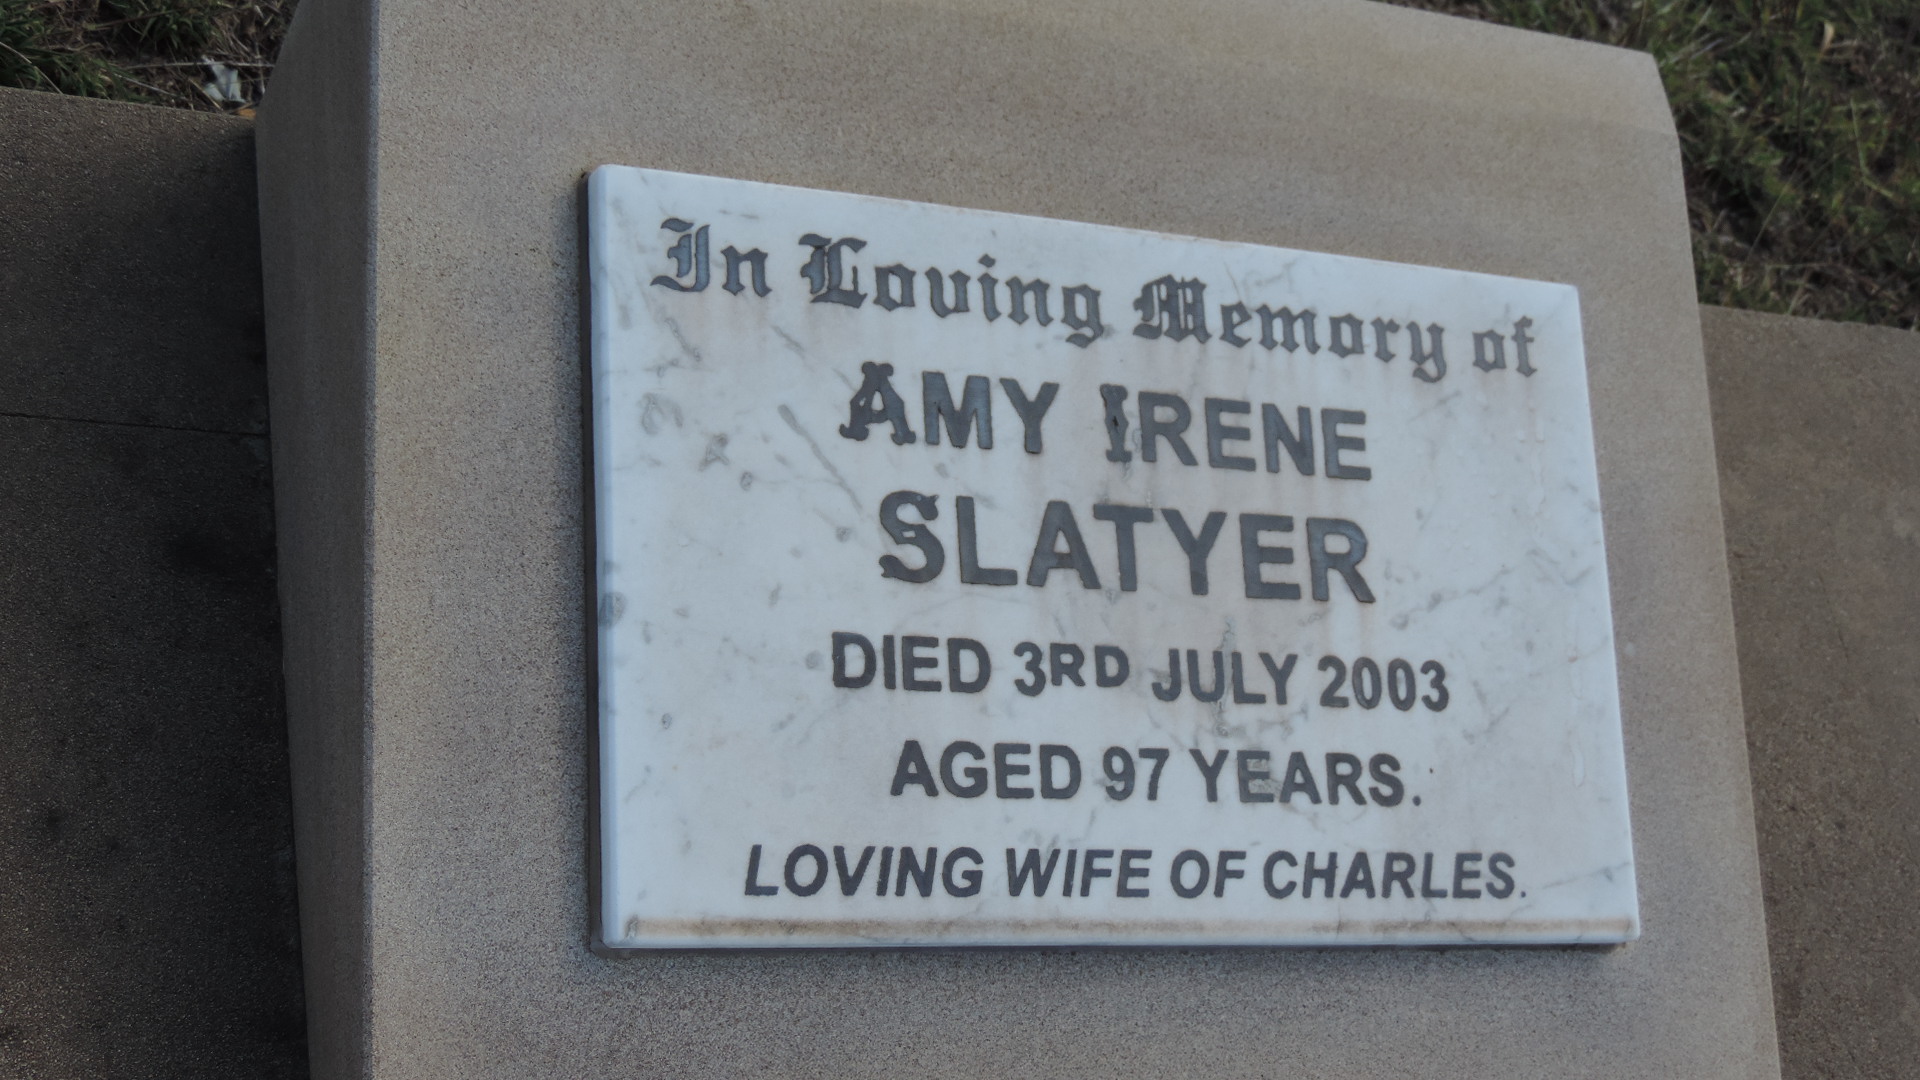 In Loving Memory of
AMY IRENE
SLATYER
DIED 3RD JULY 2003
AGED 97 YEARS.
LOVING WIFE OF CHARLES.